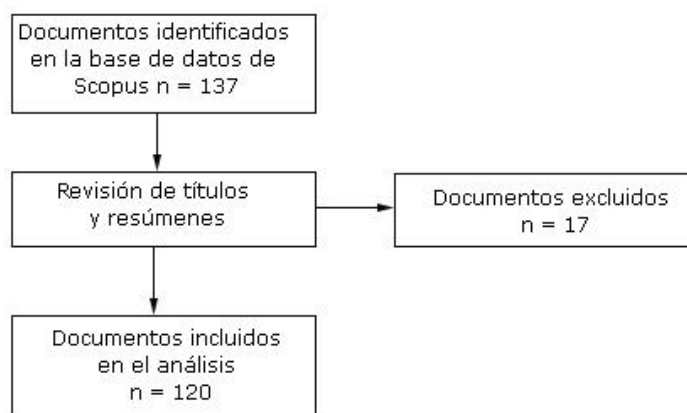 Documentos identificados
en la base de datos de
Scopus n = 137
Revisión de títulos
y resúmenes
Documentos excluidos
n = 17
Documentos incluidos
en el análisis
n = 120